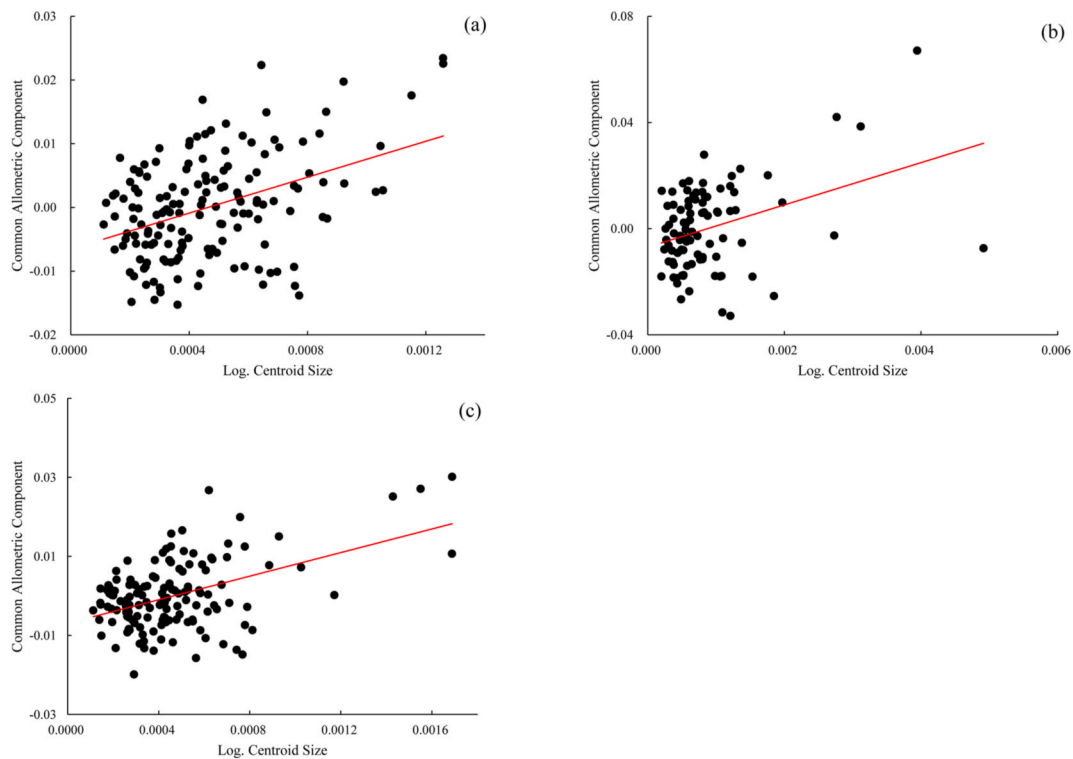 (a)
0.03
0.02
0.01
0.00
-0.01
-0.02
Common Allometric Component
0.0000 0.0004 0.0008 0.0012
Log. Centroid Size
(b)
0.08
0.04
0.00
-0.04
Common Allometric Component
0.000 0.002 0.004 0.006
Log. Centroid Size
(c)
0.05
0.03
0.01
-0.01
-0.03
Common Allometric Component
0.0000 0.0004 0.0008 0.0012 0.0016
Log. Centroid Size